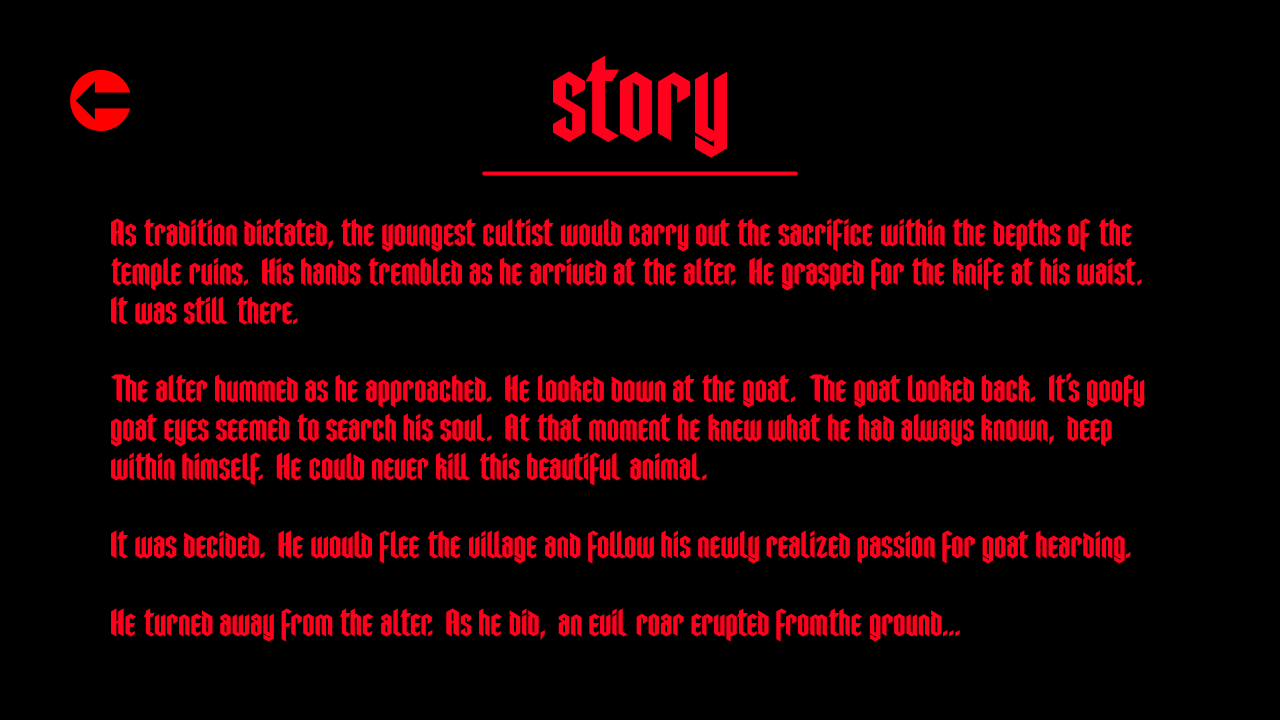 story
As tradition dictated, the youngest cultist would carry out the sacrifice within the depths of the
temple ruins. His hands trembled as he arrived at the alter. He grasped for the knife at his waist.
It was still there.
The alter hummed as he approached. He looked down at the goat. The goat looked back. It's goofy
goat eyes seemed to search his soul. At that moment he knew what he had always known, deep
within himself. He could never kill this beautiful animal.
It was decided. He would flee the village and follow his newly realized passion for goat hearding.
He turned away from the alter. As he did, an evil roar erupted fromthe ground...